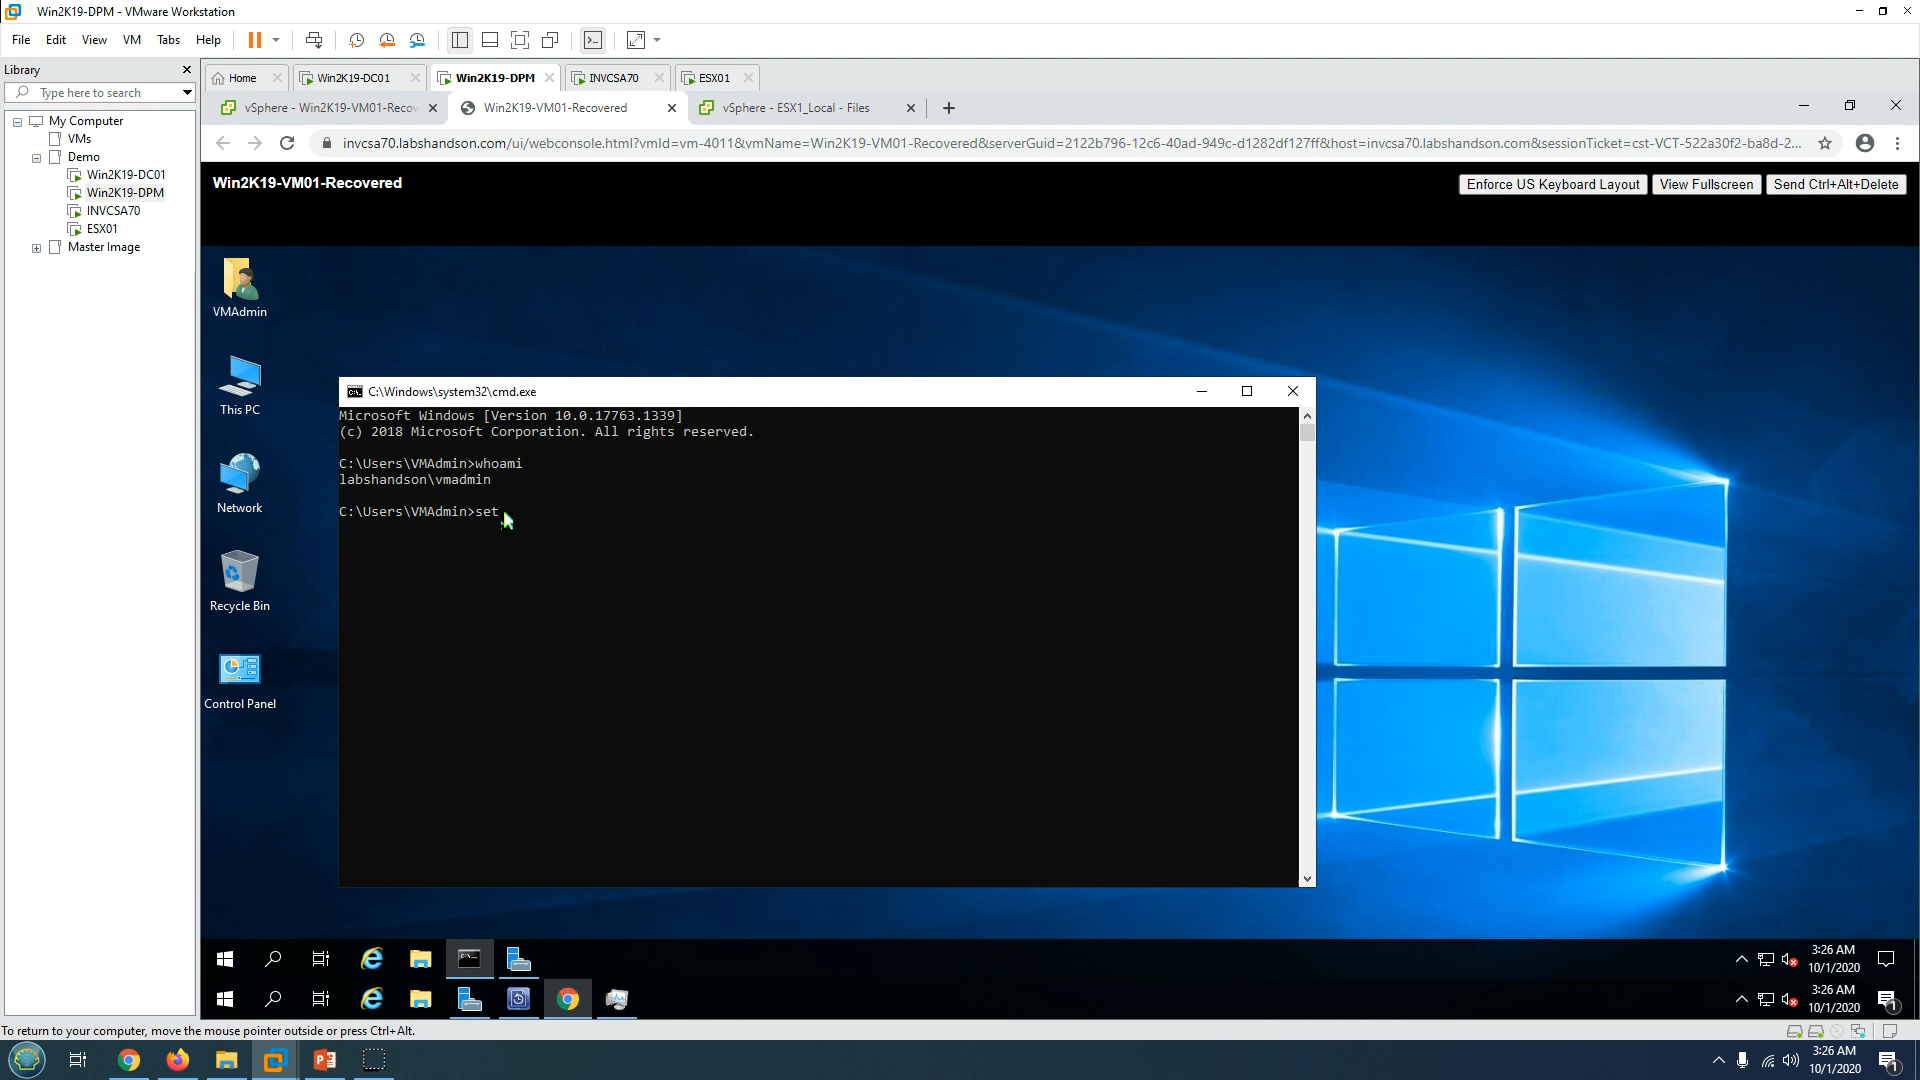 Win2K19-DPM - VMware Workstation
File Edit View VM Tabs Help
Library
Type here to search
My Computer
VMs
Demo
Win2K19-DC01
Win2K19-DPM
INVCSA70
ESX01
Master Image
Home
Win2K19-DC01
Win2K19-DPM
INVCSA70
ESX01
vSphere - Win2K19-VM01-Recov
Win2K19-VM01-Recovered
vSphere - ESX1_Local - Files
invcsa70.labshandson.com/ui/webconsole.html?vmId=vm-4011&vmName=Win2K19-VM01-Recovered&serverGuid=2122b796-12c6-40ad-949c-d1282df127ff&host=invcsa70.labshandson.com&sessionTicket=cst-VCT-522a30f2-ba8d-2...
Win2K19-VM01-Recovered
Enforce US Keyboard Layout
View Fullscreen
Send Ctrl+Alt+Delete
VMAdmin
This PC
Network
Recycle Bin
Control Panel
C:\Windows\system32\cmd.exe
Microsoft Windows [Version 10.0.17763.1339]
(c) 2018 Microsoft Corporation. All rights reserved.
C:\Users\VMAdmin>whoami
labshandson\vmadmin
C:\Users\VMAdmin>set
3:26 AM
10/1/2020
3:26 AM
10/1/2020
1
To return to your computer, move the mouse pointer outside or press Ctrl+Alt.
3:26 AM
10/1/2020
1